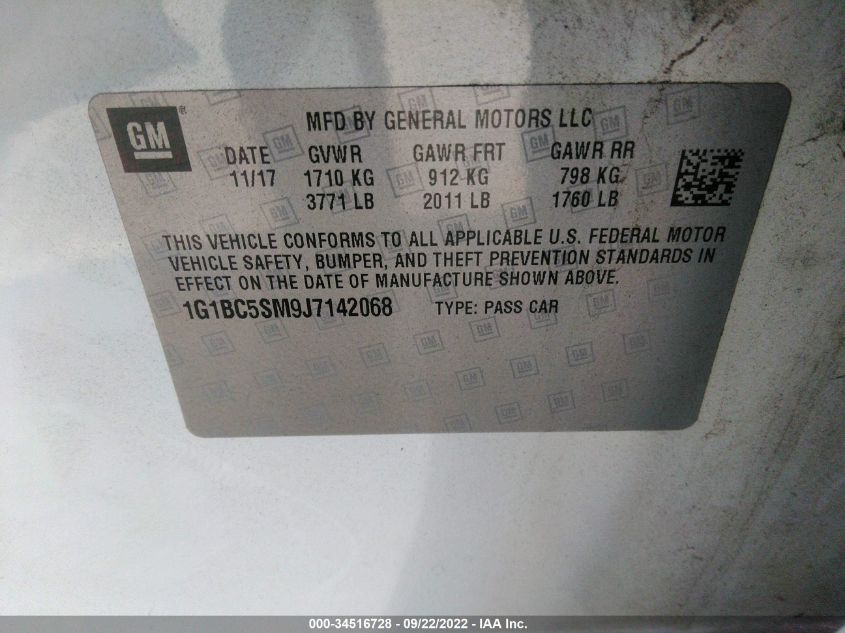 GM®
MFD BY GENERAL MOTORS LLC
DATE GVWR GAWR FRT GAWR RR
11/17 1710 KG 912 KG 798 KG
3771 LB 2011 LB 1760 LB
THIS VEHICLE CONFORMS TO ALL APPLICABLE U.S. FEDERAL MOTOR
VEHICLE SAFETY, BUMPER, AND THEFT PREVENTION STANDARDS IN
EFFECT ON THE DATE OF MANUFACTURE SHOWN ABOVE.
1G1BC5SM9J7142068 TYPE: PASS CAR
000-34516728 - 09/22/2022 - IAA Inc.